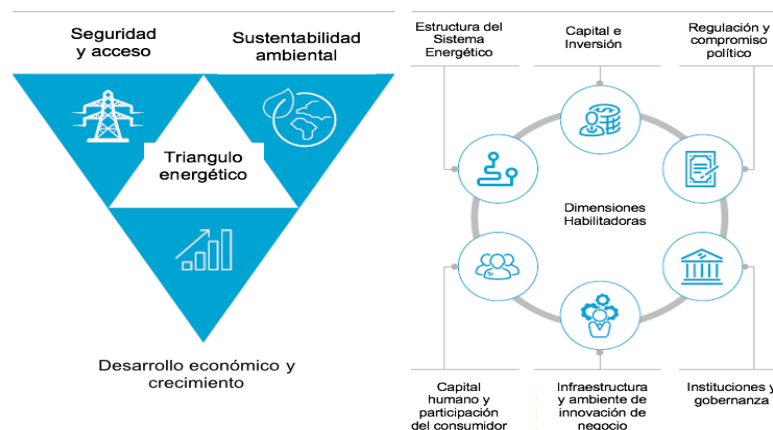 Seguridad
y acceso
Sustentabilidad
ambiental
Triangulo
energético
Desarrollo económico y
crecimiento
Estructura del
Sistema
Energético
Capital e
Inversión
Regulación y
compromiso
político
Dimensiones
Habilitadoras
Capital
humano y
participación
del consumidor
Infraestructura
y ambiente de
innovación de
negocio
Instituciones y
gobernanza